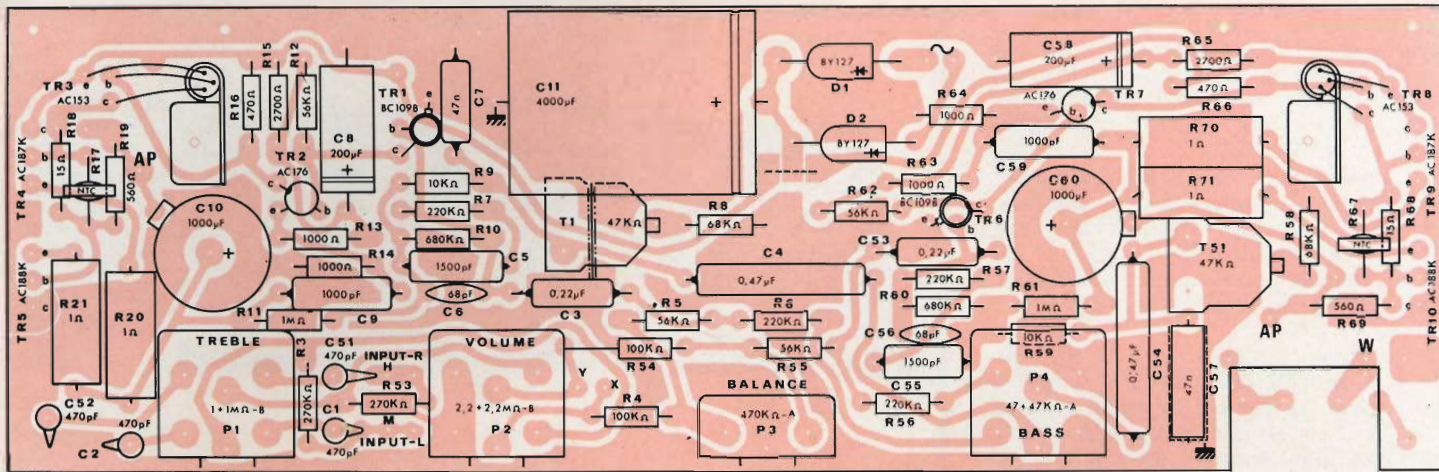 TR3
AC153
e
b
c
R15
R12
R16
470Ω
2700Ω
56KΩ
C8
200μF
+
TR1
BC109B
e
b
c
47n
C7
C11
4000μF
+
BY127
D1
D2
BY127
∼
C58
200μF
+
R65
2700Ω
470Ω
R66
TR8
AC153
e
b
c
R64
1000Ω
AC176
TR7
e
b
c
1000pF
C59
R70
1Ω
R71
1Ω
c
b
e
TR4 AC187K
R18
15Ω
R17
NTC
R19
560Ω
AP
TR2
AC176
c
e
b
R9
10KΩ
R7
220KΩ
R10
680KΩ
T1
47KΩ
R8
68KΩ
R63
1000Ω
R62
56KΩ
BC109B
c
e
b
TR6
C60
1000μF
+
c
b
e
TR9 AC187K
C10
1000μF
+
R13
1000Ω
R14
1000Ω
1500pF
C5
68pF
C6
1000pF
C9
0,22μF
C3
C4
0,47μF
C53
0,22μF
R57
220KΩ
R60
680KΩ
R61
1MΩ
T51
47KΩ
R58
68KΩ
R67
NTC
R68
15Ω
e
b
c
TR5 AC188K
R21
1Ω
R20
1Ω
R11
1MΩ
R5
56KΩ
R6
220KΩ
C56
68pF
10KΩ
R59
R69
560Ω
e
b
c
TR10 AC188K
AP
W
TREBLE
1+1MΩ-B
P1
R3
270KΩ
C51
470pF
INPUT-R
H
R53
270KΩ
M
C1
INPUT-L
470pF
VOLUME
2,2+2,2MΩ-B
P2
Y
X
100KΩ
R54
R4
100KΩ
56KΩ
R55
BALANCE
470KΩ-A
P3
1500pF
C55
220KΩ
R56
P4
47+47KΩ-A
BASS
0,47μF
C54
47n
C57
C52
470pF
470pF
C2